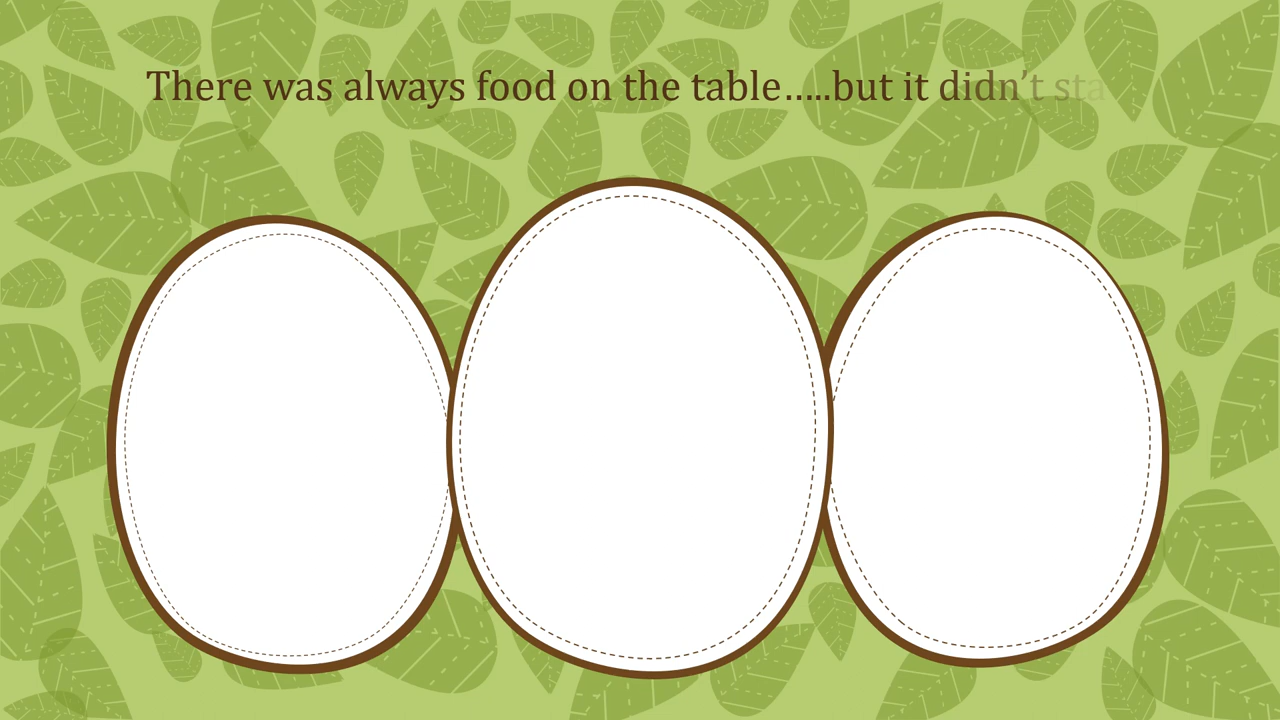 There was always food on the table…..but it didn’t